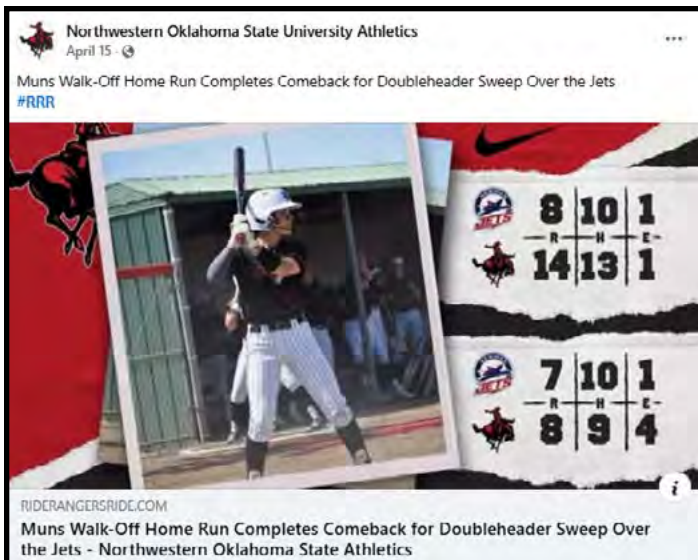 Northwestern Oklahoma State University Athletics
April 15 ·
Muns Walk-Off Home Run Completes Comeback for Doubleheader Sweep Over the Jets
#RRR
JETS 8 10 1
R H E
14 13 1
JETS 7 10 1
R H E
8 9 4
i
RIDERANGERSRIDE.COM
Muns Walk-Off Home Run Completes Comeback for Doubleheader Sweep Over
the Jets - Northwestern Oklahoma State Athletics